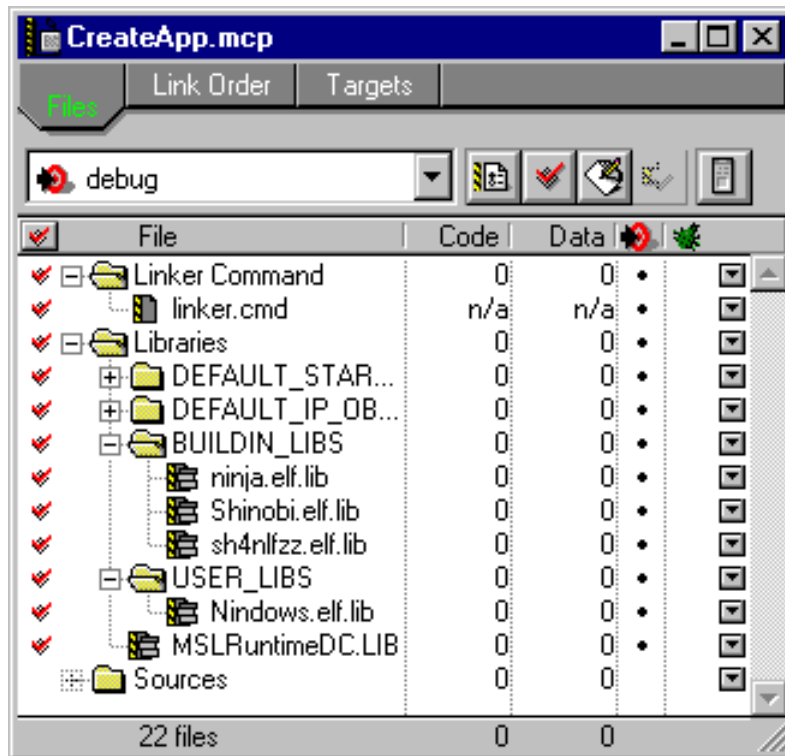 CreateApp.mcp
Files Link Order Targets
debug
File Code Data
Linker Command 0 0
linker.cmd n/a n/a
Libraries 0 0
DEFAULT_STAR... 0 0
DEFAULT_IP_OB... 0 0
BUILDIN_LIBS 0 0
ninja.elf.lib 0 0
Shinobi.elf.lib 0 0
sh4nlfzz.elf.lib 0 0
USER_LIBS 0 0
Nindows.elf.lib 0 0
MSLRuntimeDC.LIB 0 0
Sources 0 0
22 files 0 0